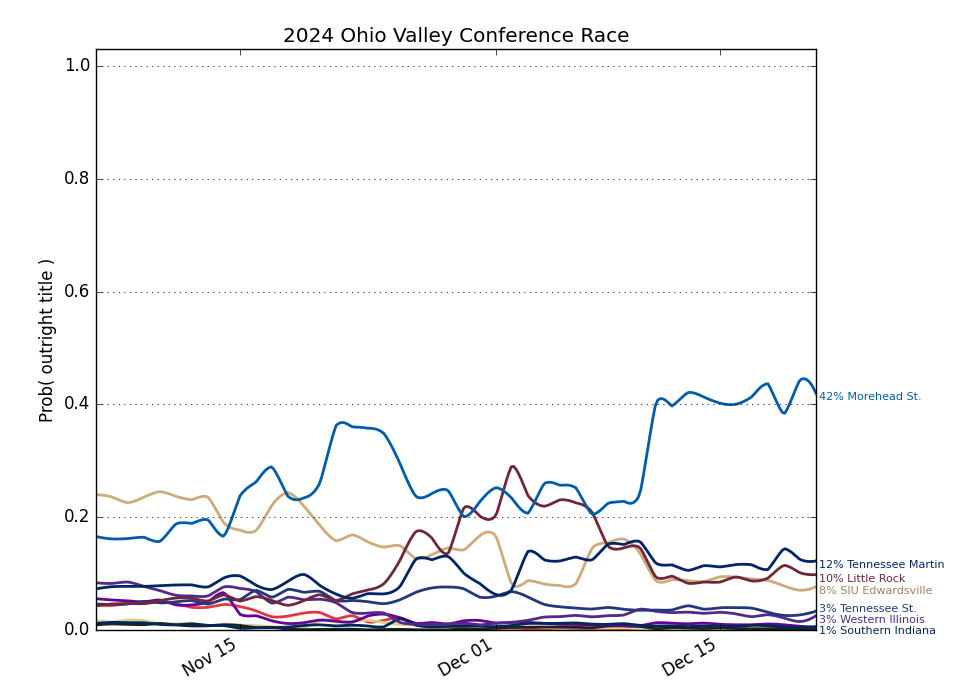 2024 Ohio Valley Conference Race
1.0
0.8
0.6
0.4
0.2
0.0
Prob( outright title )
42% Morehead St.
12% Tennessee Martin
10% Little Rock
8% SIU Edwardsville
3% Tennessee St.
3% Western Illinois
1% Southern Indiana
Nov 15
Dec 01
Dec 15